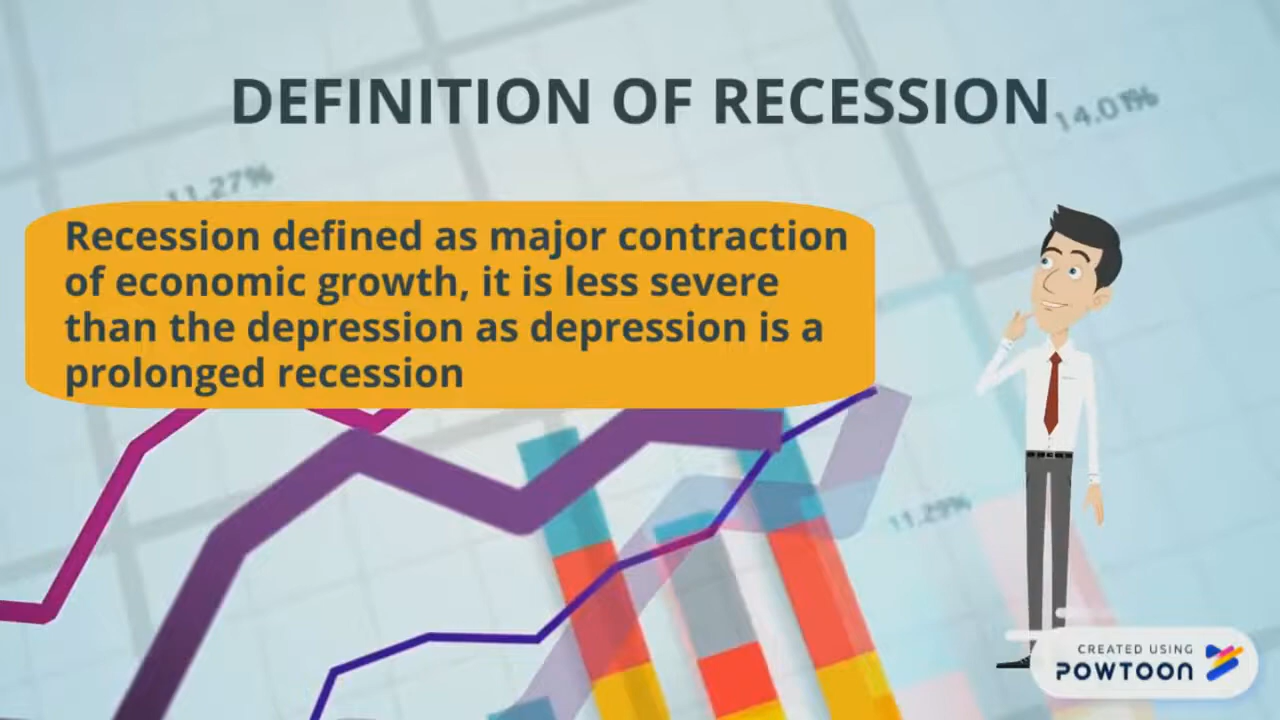 DEFINITION OF RECESSION
14.01%
11.27%
Recession defined as major contraction
of economic growth, it is less severe
than the depression as depression is a
prolonged recession
11.29%
CREATED USING
POWTOON